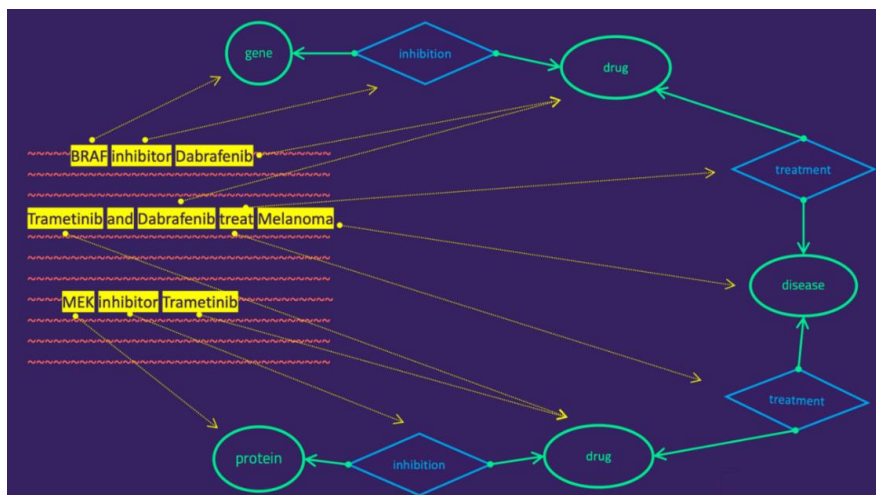 gene
inhibition
drug
BRAF inhibitor Dabrafenib
treatment
Trametinib and Dabrafenib treat Melanoma
disease
MEK inhibitor Trametinib
treatment
protein
inhibition
drug